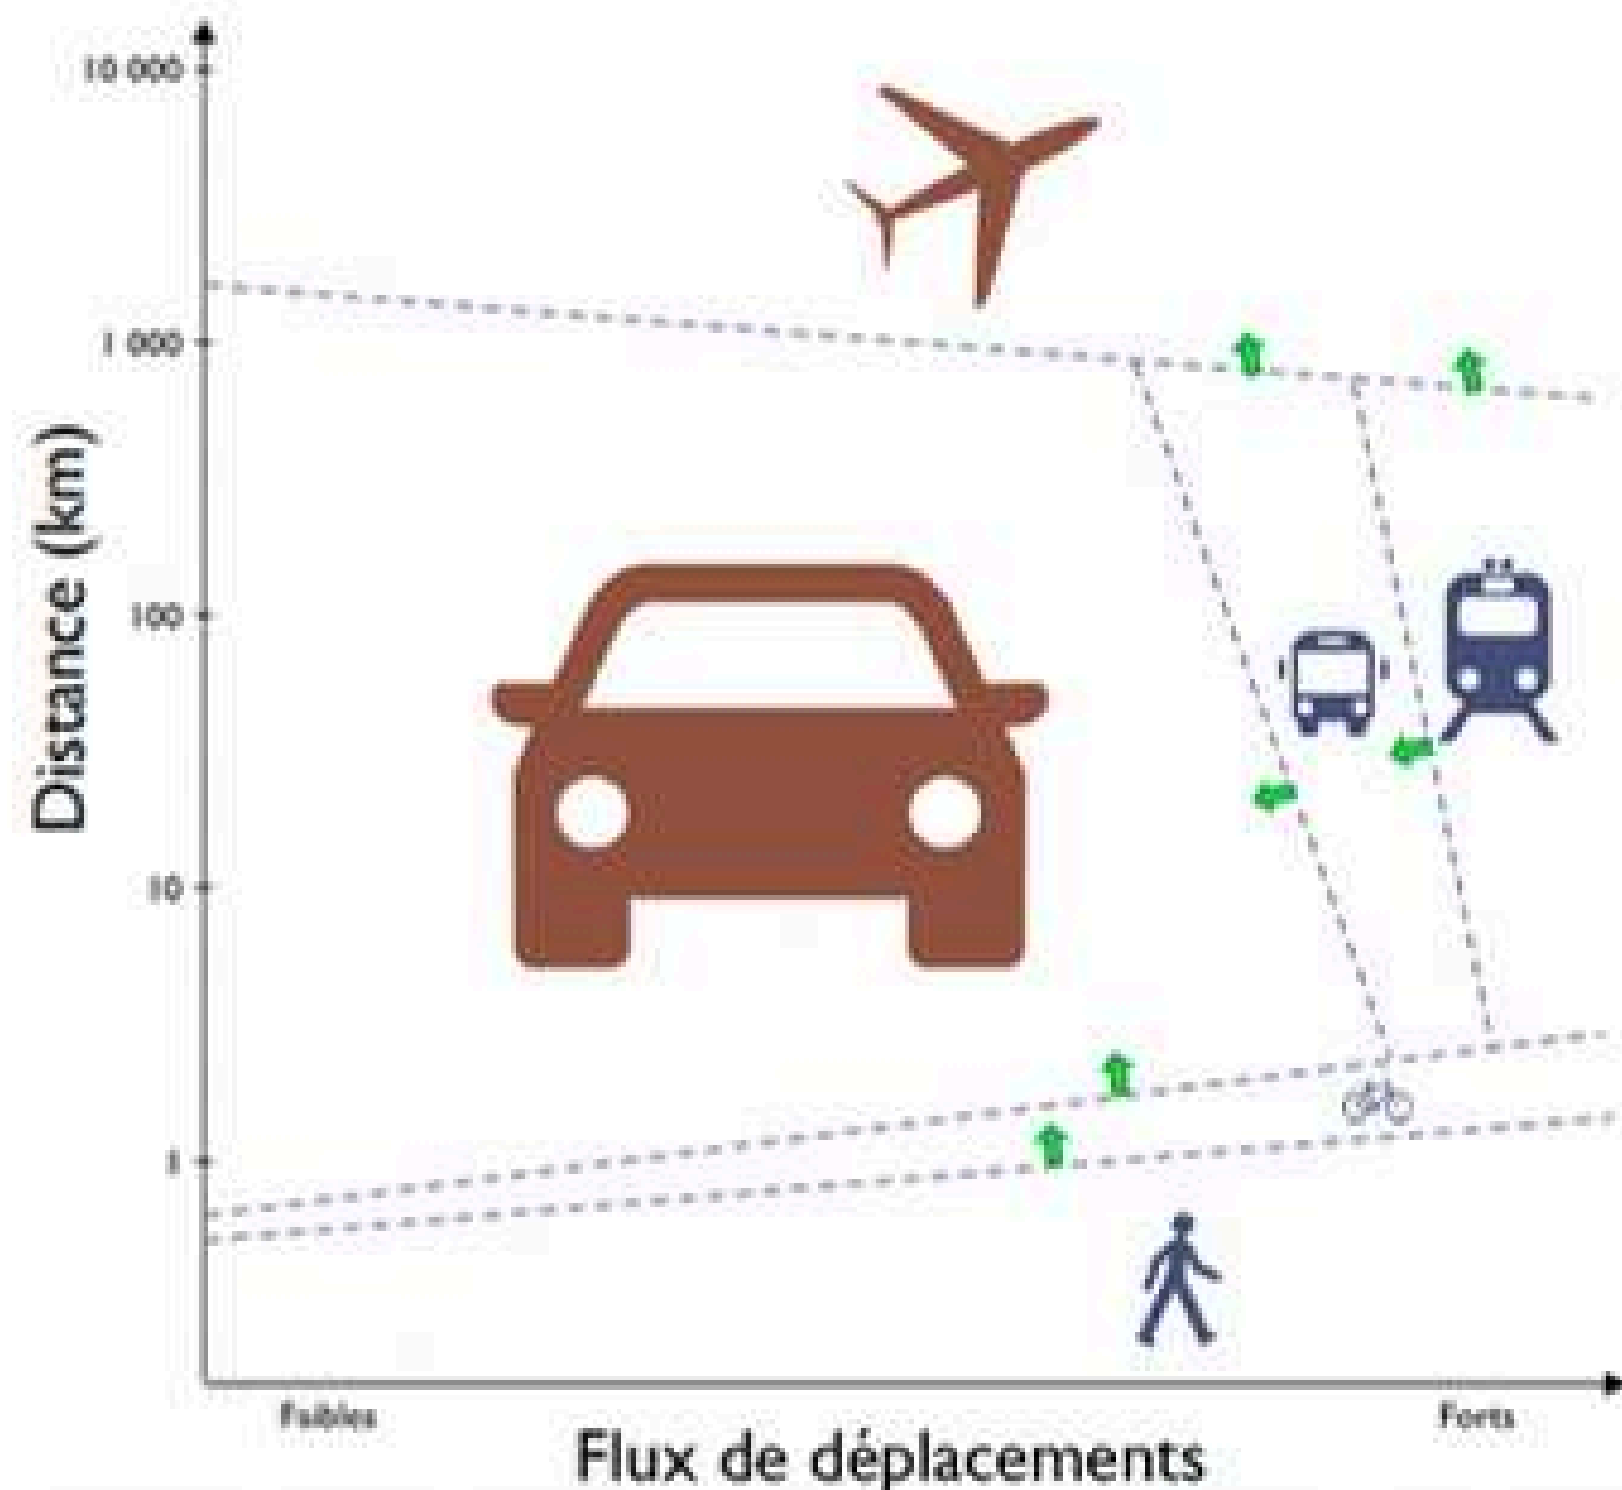 10 000
1 000
100
10
1
Distance (km)
Faibles
Forts
Flux de déplacements